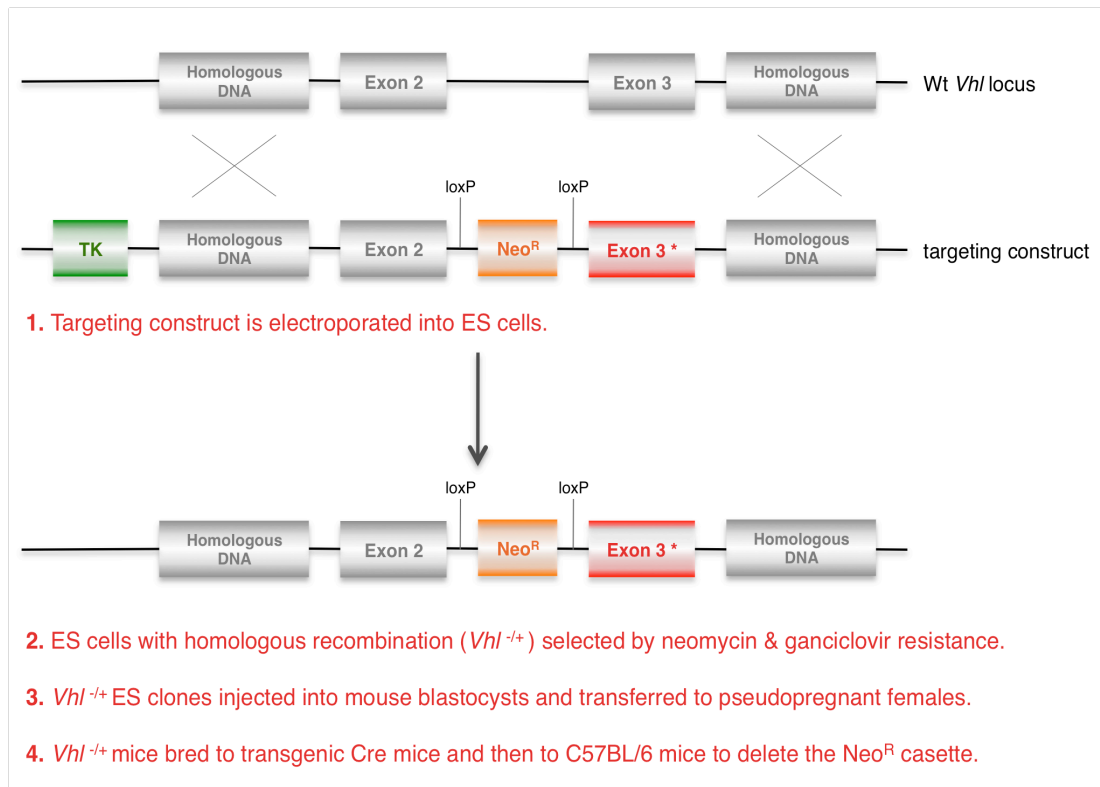 Homologous
DNA
Exon 2
Exon 3
Homologous
DNA
Wt Vhl locus
loxP
loxP
TK
Homologous
DNA
Exon 2
Neo^R
Exon 3 *
Homologous
DNA
targeting construct
1. Targeting construct is electroporated into ES cells.
loxP
loxP
Homologous
DNA
Exon 2
Neo^R
Exon 3 *
Homologous
DNA
2. ES cells with homologous recombination (Vhl -/+) selected by neomycin & ganciclovir resistance.
3. Vhl -/+ ES clones injected into mouse blastocysts and transferred to pseudopregnant females.
4. Vhl -/+ mice bred to transgenic Cre mice and then to C57BL/6 mice to delete the Neo^R casette.